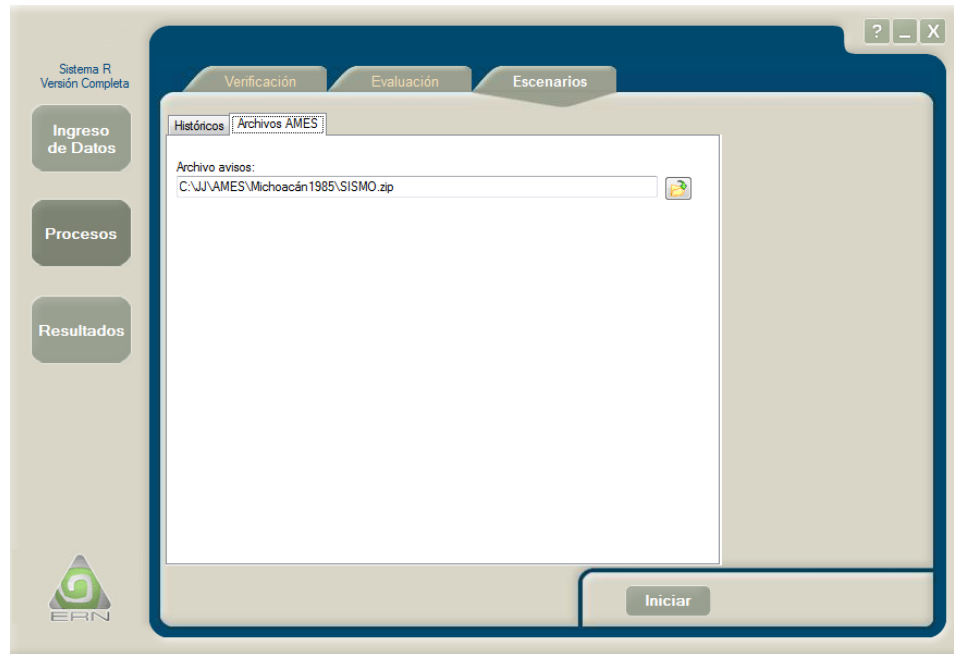 ? _ X
Sistema R
Versión Completa
Verificación Evaluación Escenarios
Ingreso
de Datos
Históricos Archivos AMES
Archivo avisos:
C:\JJ\AMES\Michoacán1985\SISMO.zip
Procesos
Resultados
Iniciar
ERN